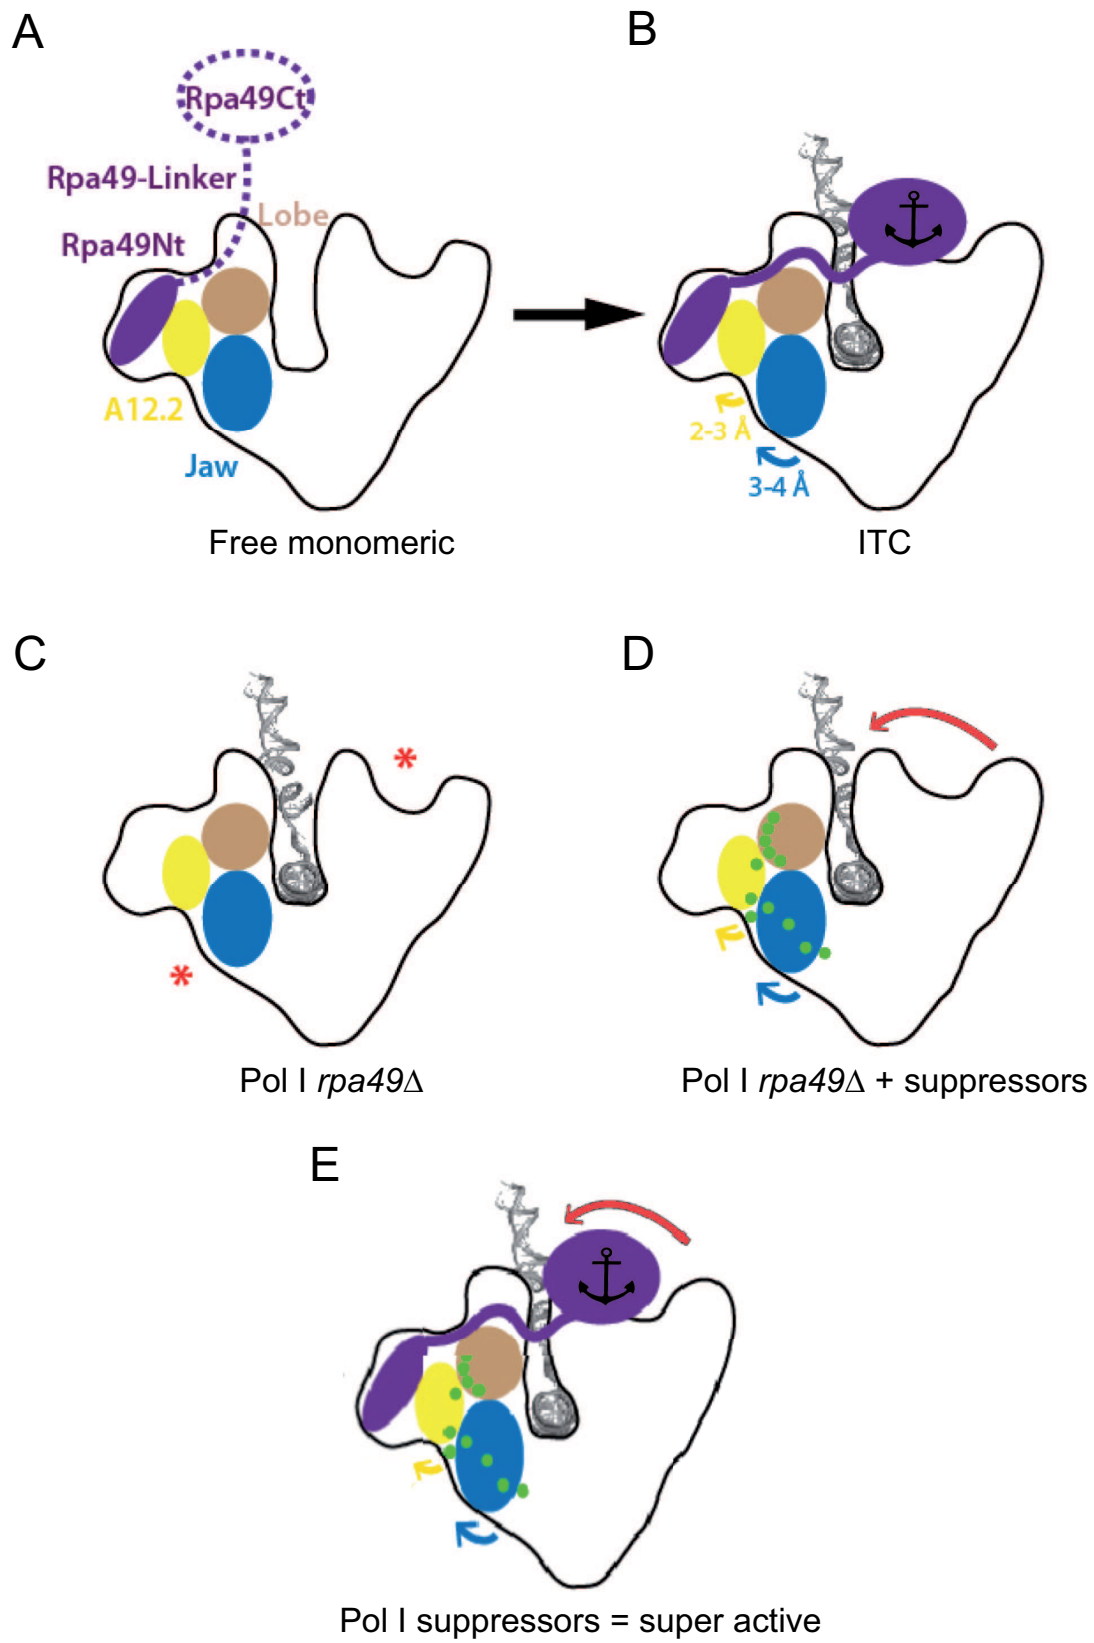 A
Rpa49Ct
Rpa49-Linker
Lobe
Rpa49Nt
A12.2
Jaw
Free monomeric
B
2-3 Å
3-4 Å
ITC
C
*
*
Pol I rpa49Δ
D
Pol I rpa49Δ + suppressors
E
Pol I suppressors = super active